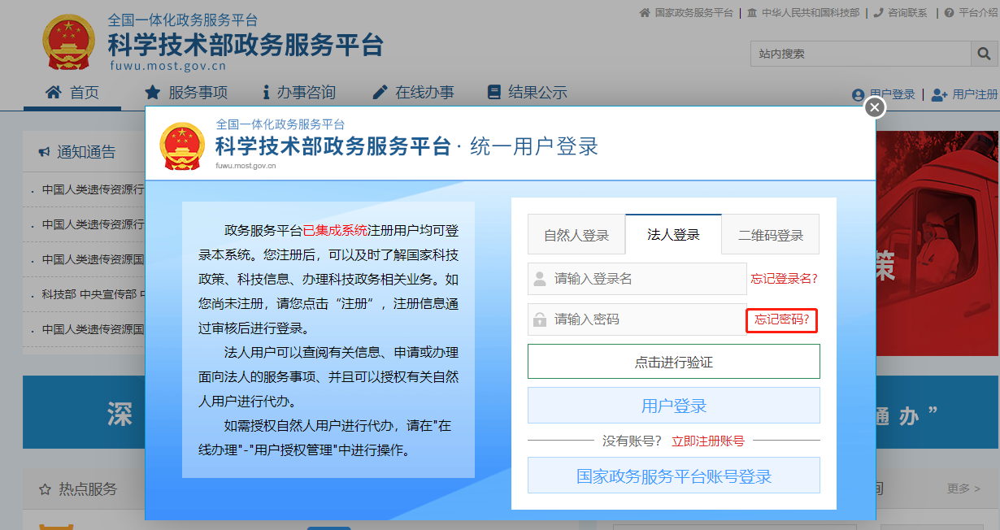 国家政务服务平台 | 中华人民共和国科技部 | 咨询联系 | 平台介绍
全国一体化政务服务平台
科学技术部政务服务平台
fuwu.most.gov.cn
站内搜索
首页 服务事项 办事咨询 在线办事 结果公示
用户登录 | 用户注册
全国一体化政务服务平台
科学技术部政务服务平台 · 统一用户登录
fuwu.most.gov.cn
通知通告
. 中国人类遗传资源行
. 中国人类遗传资源行
. 中国人类遗传资源国
. 科技部 中央宣传部
. 中国人类遗传资源国
政务服务平台已集成系统注册用户均可登
录本系统。您注册后，可以及时了解国家科技
政策、科技信息、办理科技政务相关业务。如
您尚未注册，请您点击“注册”，注册信息通
过审核后进行登录。
法人用户可以查阅有关信息、申请或办理
面向法人的服务事项、并且可以授权有关自然
人用户进行代办。
如需授权自然人用户进行代办，请在"在
线办理"-"用户授权管理"中进行操作。
自然人登录 法人登录 二维码登录
请输入登录名 忘记登录名?
请输入密码 忘记密码?
点击进行验证
用户登录
没有账号? 立即注册账号
国家政务服务平台账号登录
策
深
通办”
热点服务
更多 >